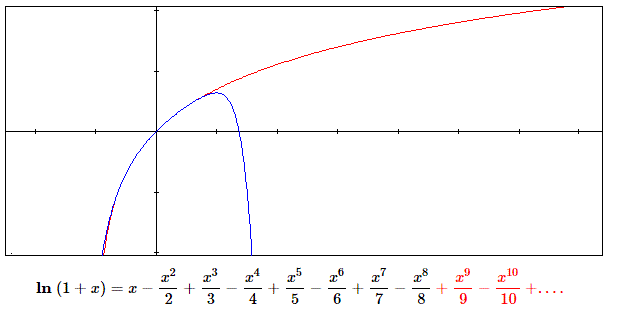 ln (1 + x) = x − x²/2 + x³/3 − x⁴/4 + x⁵/5 − x⁶/6 + x⁷/7 − x⁸/8 + x⁹/9 − x¹⁰/10 + ....